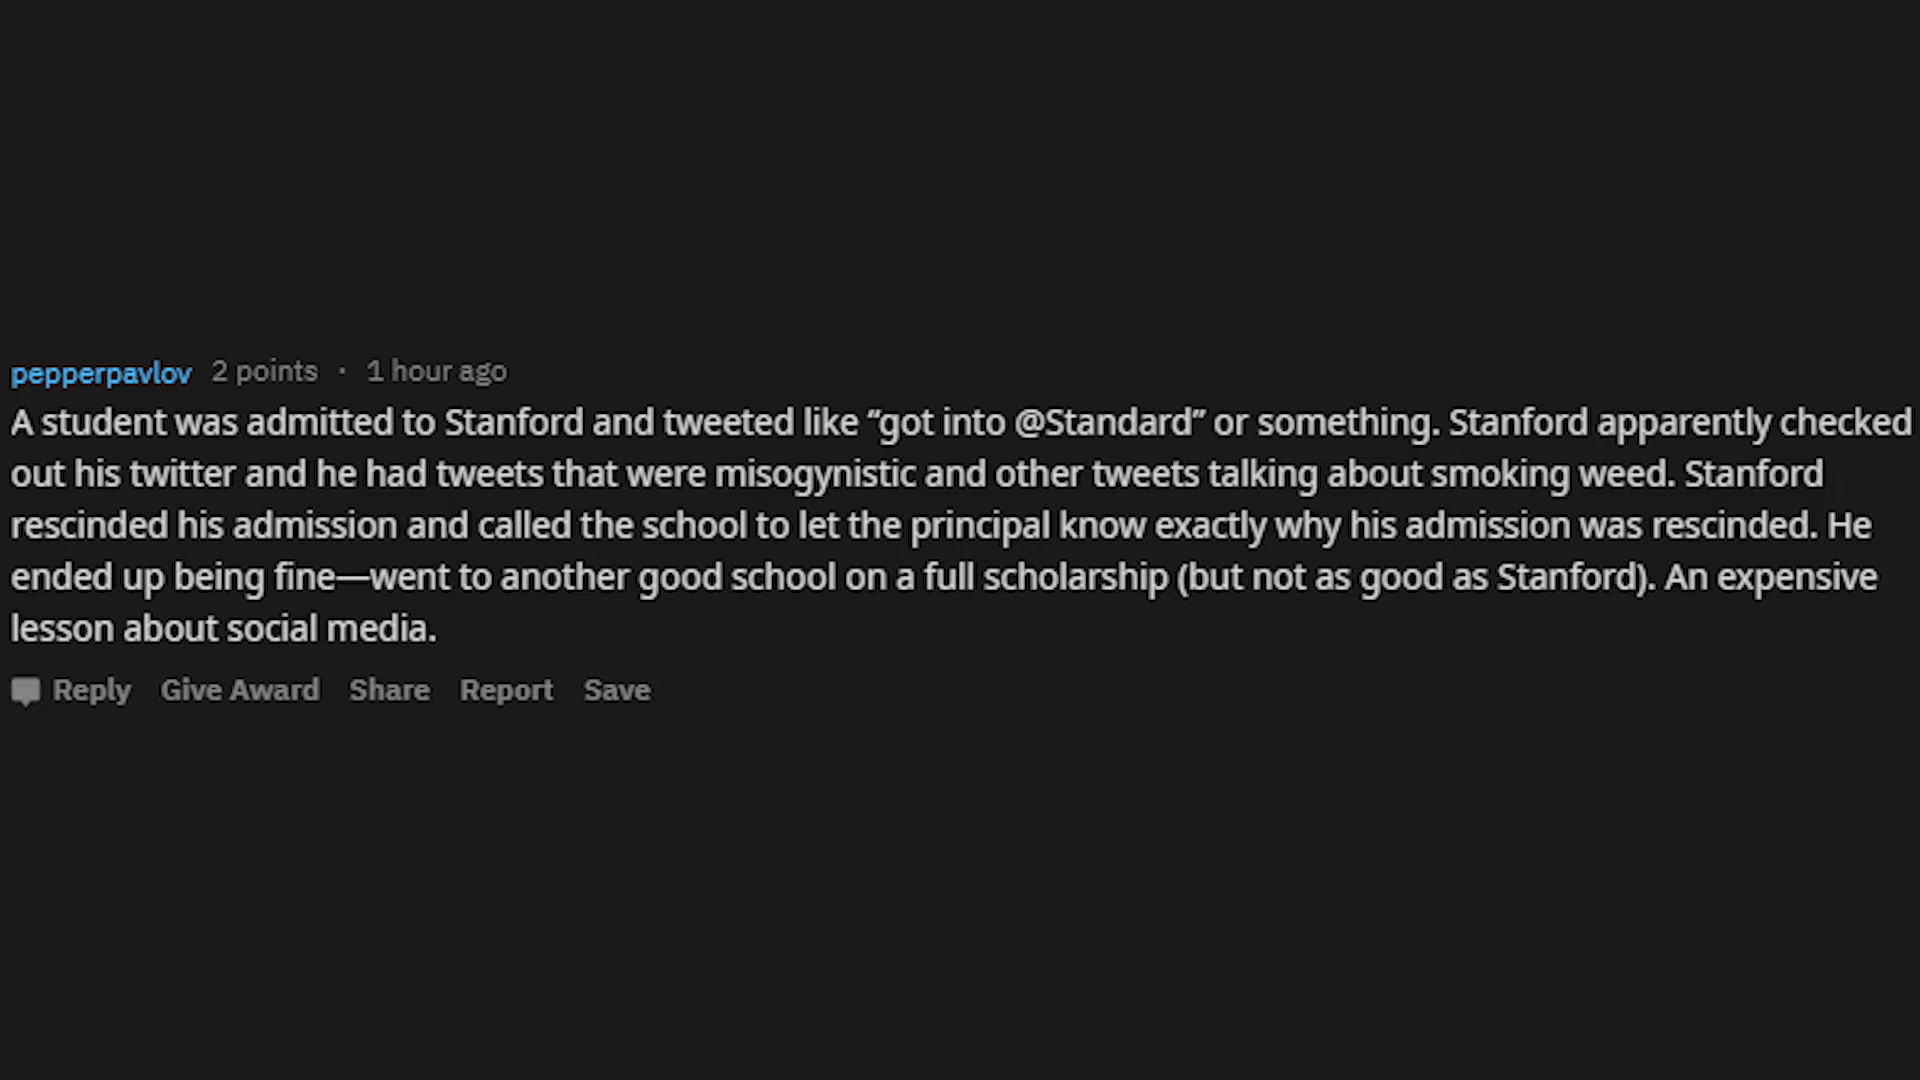 pepperpavlov 2 points · 1 hour ago
A student was admitted to Stanford and tweeted like “got into @Standard” or something. Stanford apparently checked
out his twitter and he had tweets that were misogynistic and other tweets talking about smoking weed. Stanford
rescinded his admission and called the school to let the principal know exactly why his admission was rescinded. He
ended up being fine—went to another good school on a full scholarship (but not as good as Stanford). An expensive
lesson about social media.
Reply Give Award Share Report Save